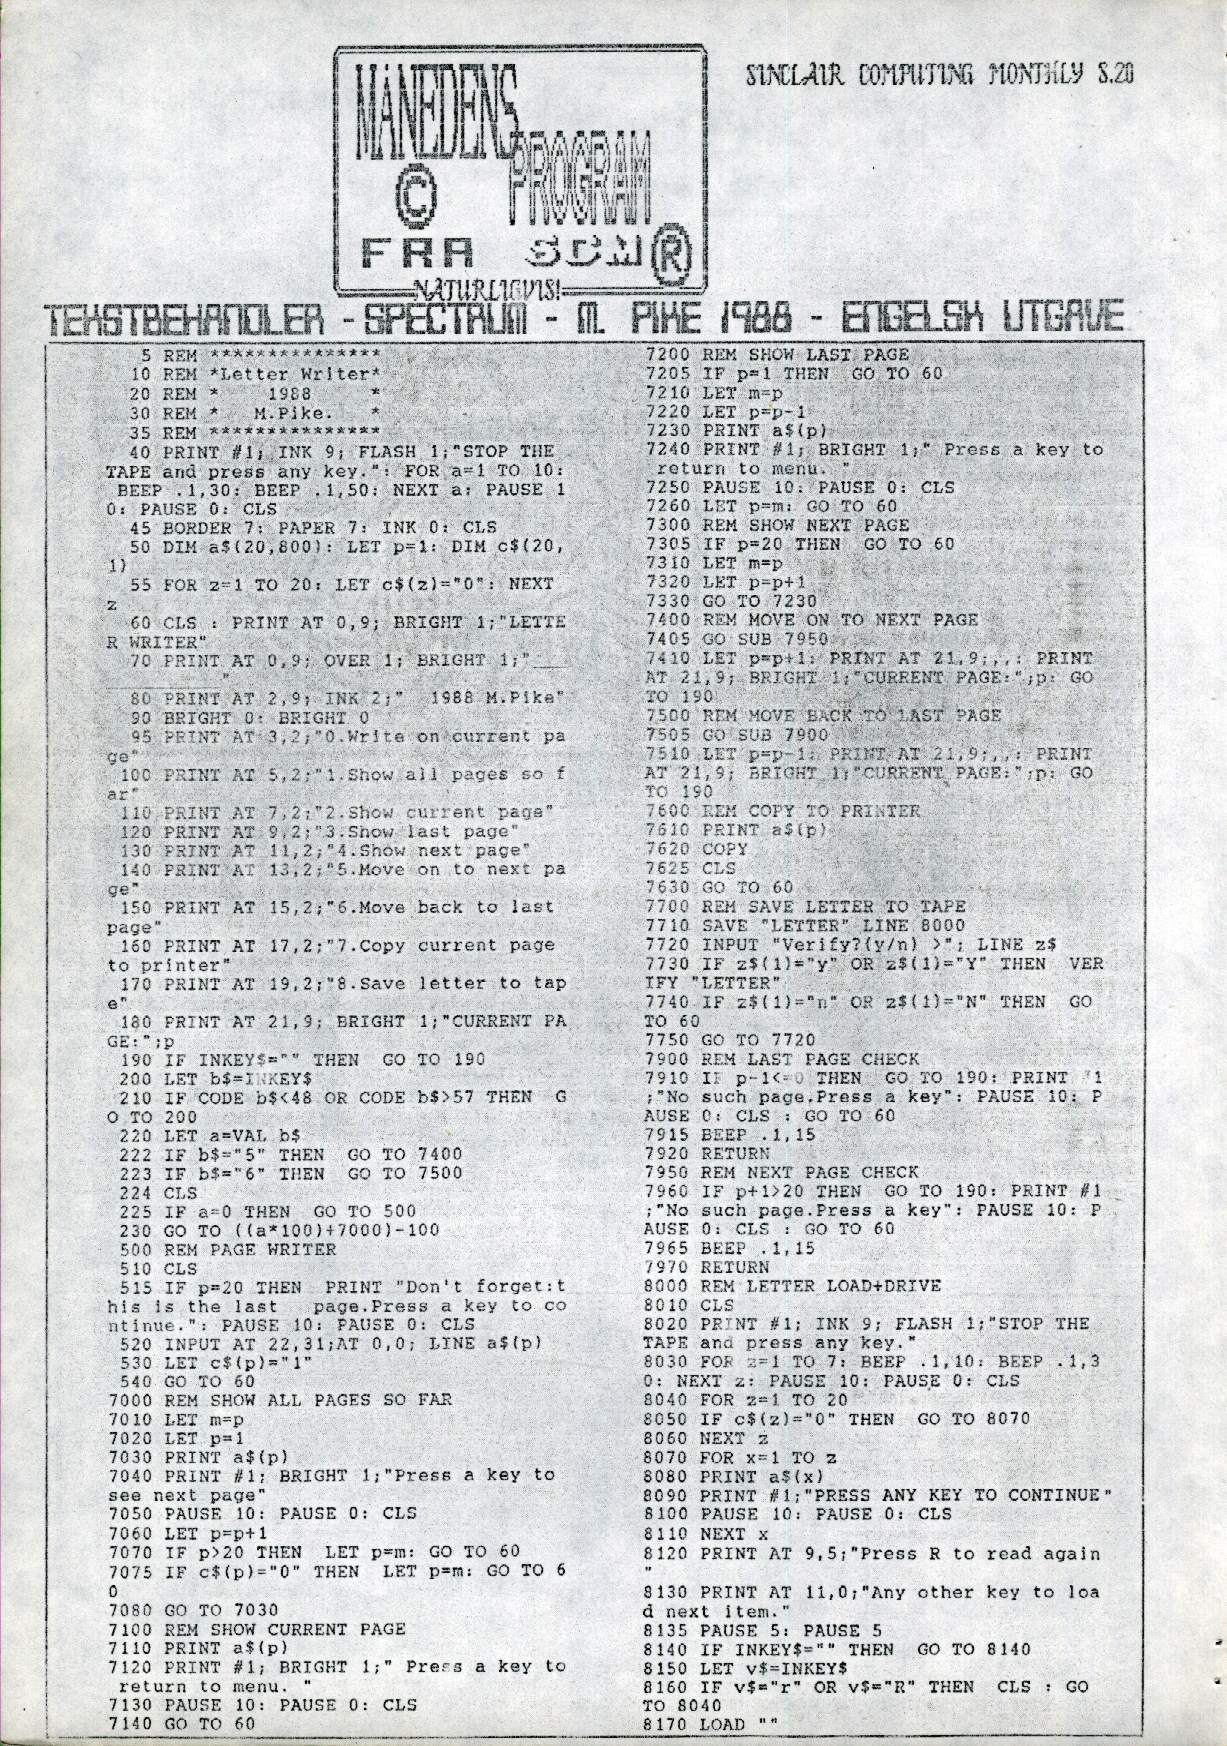 MÅNEDENS
PROGRAM
©
FRA SCM®
NATURLIGVIS!
SINCLAIR COMPUTING MONTHLY S.20
TEKSTBEHANDLER - SPECTRUM - M. PIKE 1988 - ENGELSK UTGAVE
5 REM ***************
10 REM *Letter Writer*
20 REM *     1988      *
30 REM *   M.Pike.   *
35 REM ***************
40 PRINT #1; INK 9; FLASH 1;"STOP THE
TAPE and press any key.": FOR a=1 TO 10:
BEEP .1,30: BEEP .1,50: NEXT a: PAUSE 1
0: PAUSE 0: CLS
45 BORDER 7: PAPER 7: INK 0: CLS
50 DIM a$(20,800): LET p=1: DIM c$(20,
1)
55 FOR z=1 TO 20: LET c$(z)="0": NEXT
z
60 CLS : PRINT AT 0,9; BRIGHT 1;"LETTE
R WRITER"
70 PRINT AT 0,9; OVER 1; BRIGHT 1;"___
__________"
80 PRINT AT 2,9; INK 2;"  1988 M.Pike"
90 BRIGHT 0: BRIGHT 0
95 PRINT AT 3,2;"0.Write on current pa
ge"
100 PRINT AT 5,2;"1.Show all pages so f
ar"
110 PRINT AT 7,2;"2.Show current page"
120 PRINT AT 9,2;"3.Show last page"
130 PRINT AT 11,2;"4.Show next page"
140 PRINT AT 13,2;"5.Move on to next pa
ge"
150 PRINT AT 15,2;"6.Move back to last
page"
160 PRINT AT 17,2;"7.Copy current page
to printer"
170 PRINT AT 19,2;"8.Save letter to tap
e"
180 PRINT AT 21,9; BRIGHT 1;"CURRENT PA
GE:";p
190 IF INKEY$="" THEN  GO TO 190
200 LET b$=INKEY$
210 IF CODE b$<48 OR CODE b$>57 THEN  G
O TO 200
220 LET a=VAL b$
222 IF b$="5" THEN  GO TO 7400
223 IF b$="6" THEN  GO TO 7500
224 CLS
225 IF a=0 THEN  GO TO 500
230 GO TO ((a*100)+7000)-100
500 REM PAGE WRITER
510 CLS
515 IF p=20 THEN  PRINT "Don't forget:t
his is the last   page.Press a key to co
ntinue.": PAUSE 10: PAUSE 0: CLS
520 INPUT AT 22,31;AT 0,0; LINE a$(p)
530 LET c$(p)="1"
540 GO TO 60
7000 REM SHOW ALL PAGES SO FAR
7010 LET m=p
7020 LET p=1
7030 PRINT a$(p)
7040 PRINT #1; BRIGHT 1;"Press a key to
see next page"
7050 PAUSE 10: PAUSE 0: CLS
7060 LET p=p+1
7070 IF p>20 THEN  LET p=m: GO TO 60
7075 IF c$(p)="0" THEN  LET p=m: GO TO 6
0
7080 GO TO 7030
7100 REM SHOW CURRENT PAGE
7110 PRINT a$(p)
7120 PRINT #1; BRIGHT 1;" Press a key to
return to menu. "
7130 PAUSE 10: PAUSE 0: CLS
7140 GO TO 60
7200 REM SHOW LAST PAGE
7205 IF p=1 THEN  GO TO 60
7210 LET m=p
7220 LET p=p-1
7230 PRINT a$(p)
7240 PRINT #1; BRIGHT 1;" Press a key to
return to menu. "
7250 PAUSE 10: PAUSE 0: CLS
7260 LET p=m: GO TO 60
7300 REM SHOW NEXT PAGE
7305 IF p=20 THEN  GO TO 60
7310 LET m=p
7320 LET p=p+1
7330 GO TO 7230
7400 REM MOVE ON TO NEXT PAGE
7405 GO SUB 7950
7410 LET p=p+1: PRINT AT 21,9;,,: PRINT
AT 21,9; BRIGHT 1;"CURRENT PAGE:";p: GO
TO 190
7500 REM MOVE BACK TO LAST PAGE
7505 GO SUB 7900
7510 LET p=p-1: PRINT AT 21,9;,,: PRINT
AT 21,9; BRIGHT 1;"CURRENT PAGE:";p: GO
TO 190
7600 REM COPY TO PRINTER
7610 PRINT a$(p)
7620 COPY
7625 CLS
7630 GO TO 60
7700 REM SAVE LETTER TO TAPE
7710 SAVE "LETTER" LINE 8000
7720 INPUT "Verify?(y/n) >"; LINE z$
7730 IF z$(1)="y" OR z$(1)="Y" THEN  VER
IFY "LETTER"
7740 IF z$(1)="n" OR z$(1)="N" THEN  GO
TO 60
7750 GO TO 7720
7900 REM LAST PAGE CHECK
7910 IF p-1<=0 THEN  GO TO 190: PRINT #1
;"No such page.Press a key": PAUSE 10: P
AUSE 0: CLS : GO TO 60
7915 BEEP .1,15
7920 RETURN
7950 REM NEXT PAGE CHECK
7960 IF p+1>20 THEN  GO TO 190: PRINT #1
;"No such page.Press a key": PAUSE 10: P
AUSE 0: CLS : GO TO 60
7965 BEEP .1,15
7970 RETURN
8000 REM LETTER LOAD+DRIVE
8010 CLS
8020 PRINT #1; INK 9; FLASH 1;"STOP THE
TAPE and press any key."
8030 FOR z=1 TO 7: BEEP .1,10: BEEP .1,3
0: NEXT z: PAUSE 10: PAUSE 0: CLS
8040 FOR z=1 TO 20
8050 IF c$(z)="0" THEN  GO TO 8070
8060 NEXT z
8070 FOR x=1 TO z
8080 PRINT a$(x)
8090 PRINT #1;"PRESS ANY KEY TO CONTINUE"
8100 PAUSE 10: PAUSE 0: CLS
8110 NEXT x
8120 PRINT AT 9,5;"Press R to read again
"
8130 PRINT AT 11,0;"Any other key to loa
d next item."
8135 PAUSE 5: PAUSE 5
8140 IF INKEY$="" THEN  GO TO 8140
8150 LET v$=INKEY$
8160 IF v$="r" OR v$="R" THEN  CLS : GO
TO 8040
8170 LOAD ""